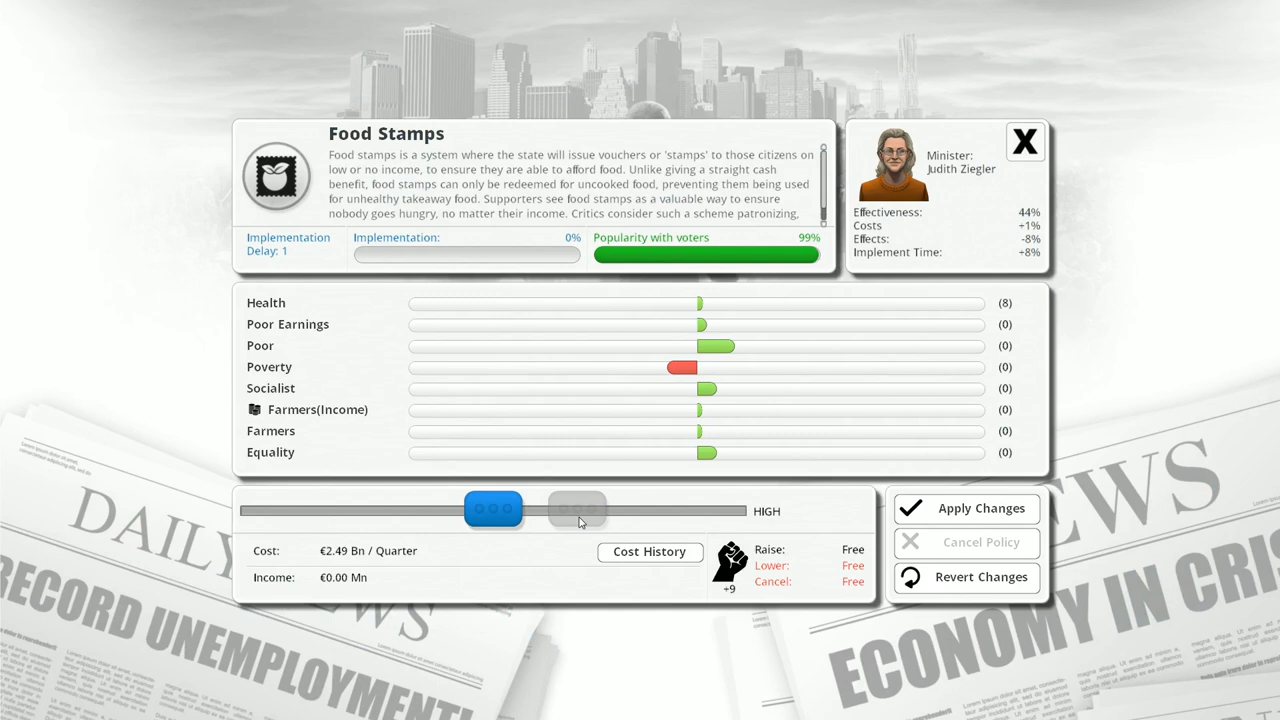 Food Stamps
Food stamps is a system where the state will issue vouchers or 'stamps' to those citizens on
low or no income, to ensure they are able to afford food. Unlike giving a straight cash
benefit, food stamps can only be redeemed for uncooked food, preventing them being used
for unhealthy takeaway food. Supporters see food stamps as a valuable way to ensure
nobody goes hungry, no matter their income. Critics consider such a scheme patronizing,
Implementation
Delay: 1
Implementation: 0%
Popularity with voters 99%
X
Minister:
Judith Ziegler
Effectiveness: 44%
Costs +1%
Effects: -8%
Implement Time: +8%
Health (8)
Poor Earnings (0)
Poor (0)
Poverty (0)
Socialist (0)
Farmers(Income) (0)
Farmers (0)
Equality (0)
HIGH
Cost: €2.49 Bn / Quarter
Cost History
Income: €0.00 Mn
+9
Raise: Free
Lower: Free
Cancel: Free
Apply Changes
Cancel Policy
Revert Changes
DAILY NEWS
RECORD UNEMPLOYMENT!
NEWS
ECONOMY IN CRIS